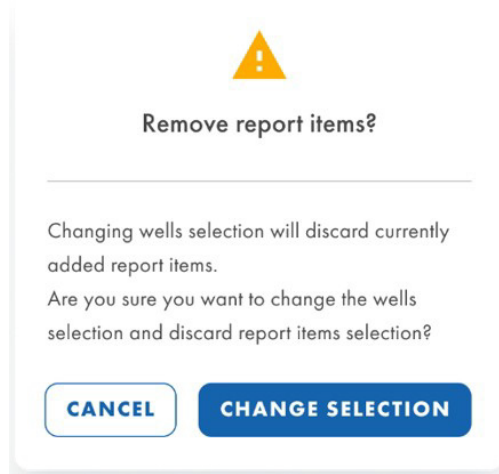 Remove report items?
Changing wells selection will discard currently
added report items.
Are you sure you want to change the wells
selection and discard report items selection?
CANCEL
CHANGE SELECTION